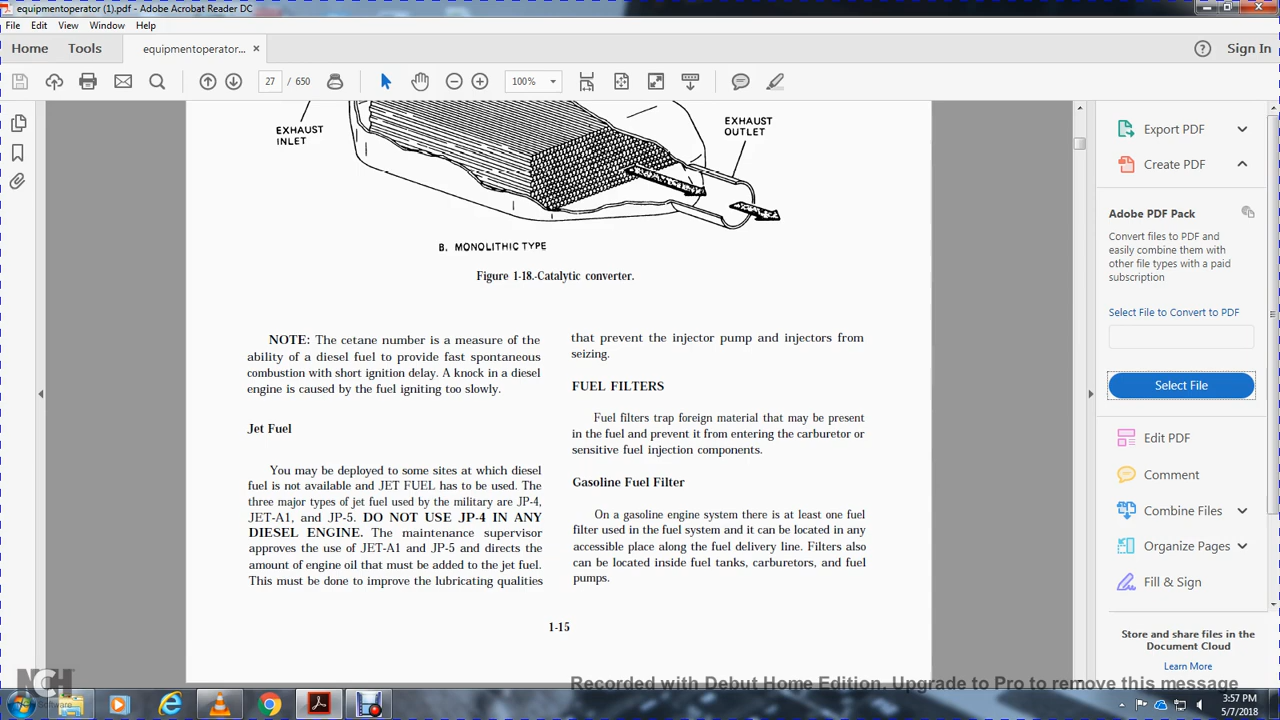 equipmentoperator (1).pdf - Adobe Acrobat Reader DC
File Edit View Window Help
Home Tools equipmentoperator... × Sign In
27 / 650 100%
EXHAUST
INLET
EXHAUST
OUTLET
B. MONOLITHIC TYPE
Figure 1-18.-Catalytic converter.
NOTE: The cetane number is a measure of the
ability of a diesel fuel to provide fast spontaneous
combustion with short ignition delay. A knock in a diesel
engine is caused by the fuel igniting too slowly.
Jet Fuel
You may be deployed to some sites at which diesel
fuel is not available and JET FUEL has to be used. The
three major types of jet fuel used by the military are JP-4,
JET-A1, and JP-5. DO NOT USE JP-4 IN ANY
DIESEL ENGINE. The maintenance supervisor
approves the use of JET-A1 and JP-5 and directs the
amount of engine oil that must be added to the jet fuel.
This must be done to improve the lubricating qualities
that prevent the injector pump and injectors from
seizing.
FUEL FILTERS
Fuel filters trap foreign material that may be present
in the fuel and prevent it from entering the carburetor or
sensitive fuel injection components.
Gasoline Fuel Filter
On a gasoline engine system there is at least one fuel
filter used in the fuel system and it can be located in any
accessible place along the fuel delivery line. Filters also
can be located inside fuel tanks, carburetors, and fuel
pumps.
1-15
Export PDF
Create PDF
Adobe PDF Pack
Convert files to PDF and
easily combine them with
other file types with a paid
subscription
Select File to Convert to PDF
Select File
Edit PDF
Comment
Combine Files
Organize Pages
Fill & Sign
Store and share files in the
Document Cloud
Learn More
NCH
Software
Recorded with Debut Home Edition. Upgrade to Pro to remove this message
3:57 PM
5/7/2018